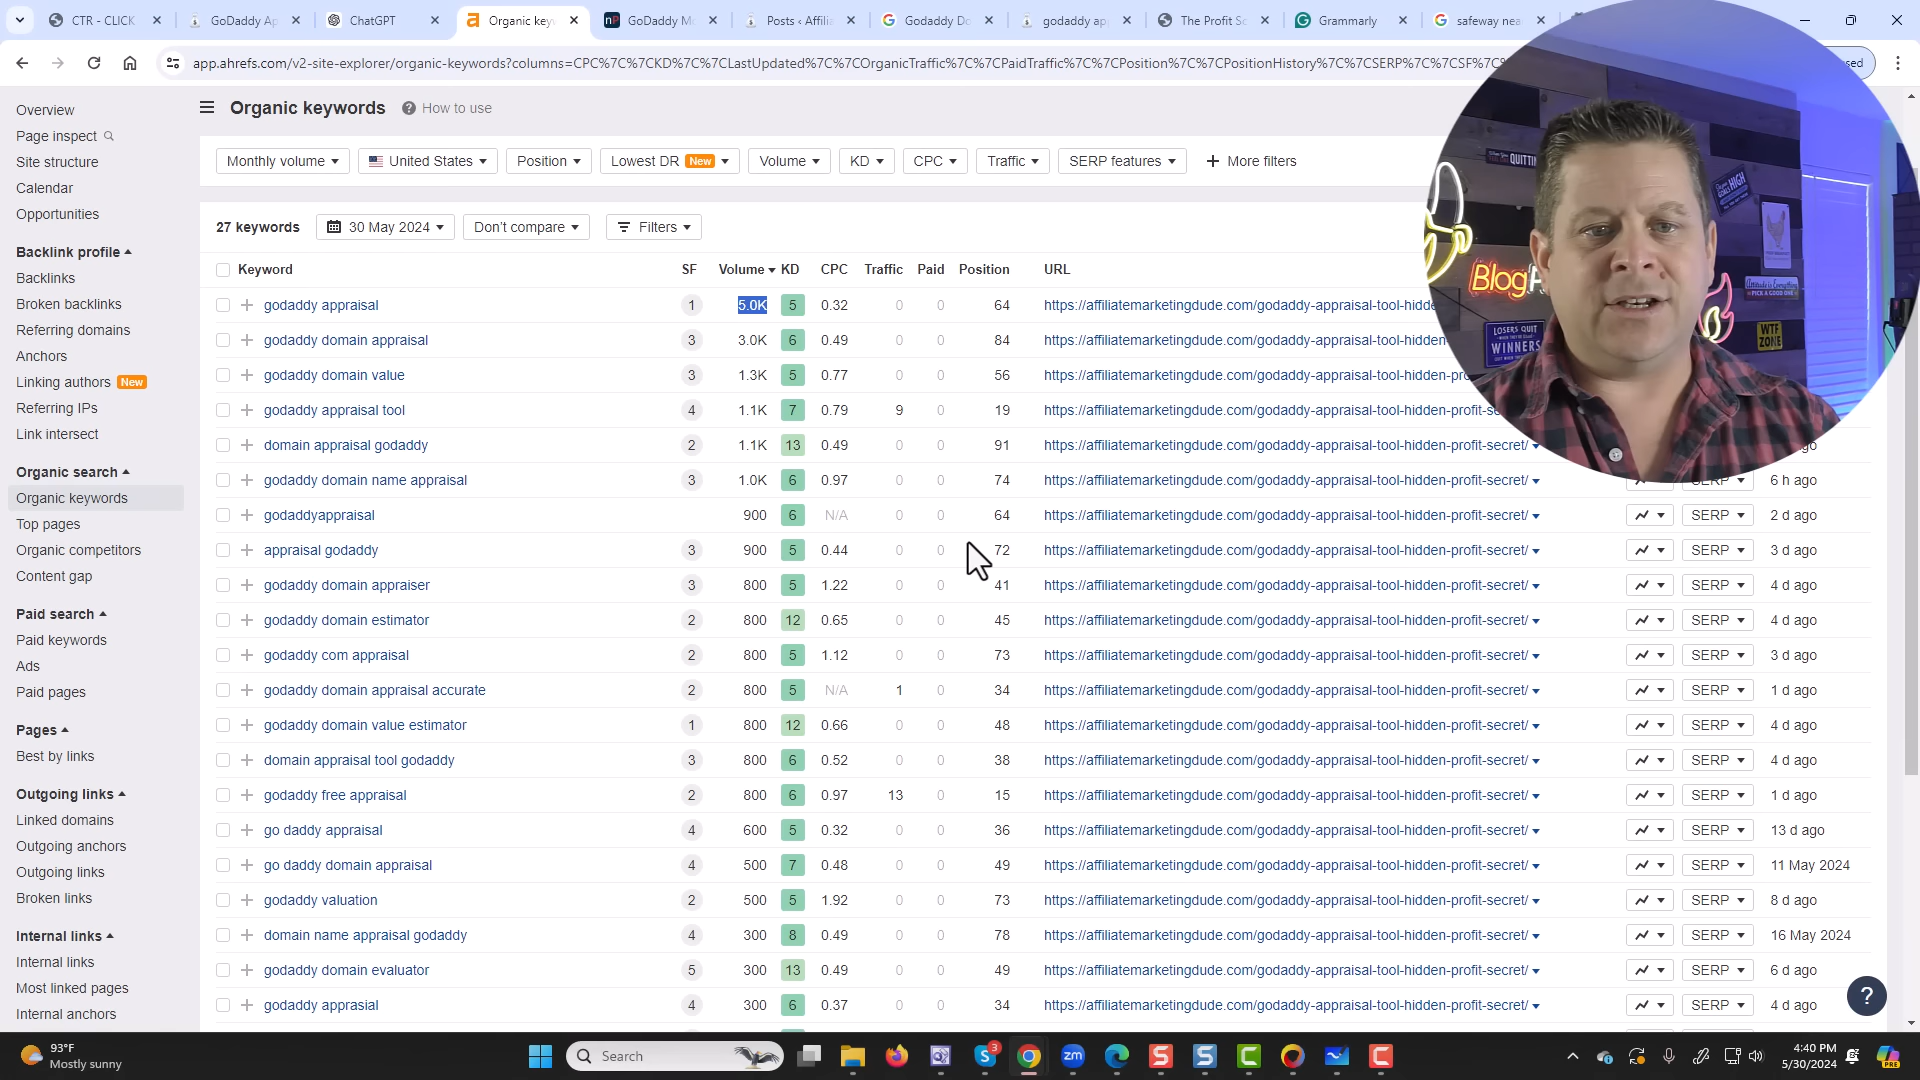 CTR - CLICK
GoDaddy Ap
ChatGPT
Organic key
GoDaddy Mo
Posts ‹ Affilia
Godaddy Do
godaddy app
The Profit Sc
Grammarly
safeway nea
app.ahrefs.com/v2-site-explorer/organic-keywords?columns=CPC%7C%7CKD%7C%7CLastUpdated%7C%7COrganicTraffic%7C%7CPaidTraffic%7C%7CPosition%7C%7CPositionHistory%7C%7CSERP%7C%7CSF%7C%7C
Overview
Page inspect
Site structure
Calendar
Opportunities
Backlink profile
Backlinks
Broken backlinks
Referring domains
Anchors
Linking authors New
Referring IPs
Link intersect
Organic search
Organic keywords
Top pages
Organic competitors
Content gap
Paid search
Paid keywords
Ads
Paid pages
Pages
Best by links
Outgoing links
Linked domains
Outgoing anchors
Outgoing links
Broken links
Internal links
Internal links
Most linked pages
Internal anchors
Organic keywords ? How to use
Monthly volume United States Position Lowest DR New Volume KD CPC Traffic SERP features + More filters
27 keywords 30 May 2024 Don't compare Filters
Keyword SF Volume KD CPC Traffic Paid Position URL
godaddy appraisal 1 5.0K 5 0.32 0 0 64 https://affiliatemarketingdude.com/godaddy-appraisal-tool-hidde
godaddy domain appraisal 3 3.0K 6 0.49 0 0 84 https://affiliatemarketingdude.com/godaddy-appraisal-tool-hidden-
godaddy domain value 3 1.3K 5 0.77 0 0 56 https://affiliatemarketingdude.com/godaddy-appraisal-tool-hidden-pro
godaddy appraisal tool 4 1.1K 7 0.79 9 0 19 https://affiliatemarketingdude.com/godaddy-appraisal-tool-hidden-profit-se
domain appraisal godaddy 2 1.1K 13 0.49 0 0 91 https://affiliatemarketingdude.com/godaddy-appraisal-tool-hidden-profit-secret/ go
godaddy domain name appraisal 3 1.0K 6 0.97 0 0 74 https://affiliatemarketingdude.com/godaddy-appraisal-tool-hidden-profit-secret/ SERP 6 h ago
godaddyappraisal 900 6 N/A 0 0 64 https://affiliatemarketingdude.com/godaddy-appraisal-tool-hidden-profit-secret/ SERP 2 d ago
appraisal godaddy 3 900 5 0.44 0 0 72 https://affiliatemarketingdude.com/godaddy-appraisal-tool-hidden-profit-secret/ SERP 3 d ago
godaddy domain appraiser 3 800 5 1.22 0 0 41 https://affiliatemarketingdude.com/godaddy-appraisal-tool-hidden-profit-secret/ SERP 4 d ago
godaddy domain estimator 2 800 12 0.65 0 0 45 https://affiliatemarketingdude.com/godaddy-appraisal-tool-hidden-profit-secret/ SERP 4 d ago
godaddy com appraisal 2 800 5 1.12 0 0 73 https://affiliatemarketingdude.com/godaddy-appraisal-tool-hidden-profit-secret/ SERP 3 d ago
godaddy domain appraisal accurate 2 800 5 N/A 1 0 34 https://affiliatemarketingdude.com/godaddy-appraisal-tool-hidden-profit-secret/ SERP 1 d ago
godaddy domain value estimator 1 800 12 0.66 0 0 48 https://affiliatemarketingdude.com/godaddy-appraisal-tool-hidden-profit-secret/ SERP 4 d ago
domain appraisal tool godaddy 3 800 6 0.52 0 0 38 https://affiliatemarketingdude.com/godaddy-appraisal-tool-hidden-profit-secret/ SERP 4 d ago
godaddy free appraisal 2 800 6 0.97 13 0 15 https://affiliatemarketingdude.com/godaddy-appraisal-tool-hidden-profit-secret/ SERP 1 d ago
go daddy appraisal 4 600 5 0.32 0 0 36 https://affiliatemarketingdude.com/godaddy-appraisal-tool-hidden-profit-secret/ SERP 13 d ago
go daddy domain appraisal 4 500 7 0.48 0 0 49 https://affiliatemarketingdude.com/godaddy-appraisal-tool-hidden-profit-secret/ SERP 11 May 2024
godaddy valuation 2 500 5 1.92 0 0 73 https://affiliatemarketingdude.com/godaddy-appraisal-tool-hidden-profit-secret/ SERP 8 d ago
domain name appraisal godaddy 4 300 8 0.49 0 0 78 https://affiliatemarketingdude.com/godaddy-appraisal-tool-hidden-profit-secret/ SERP 16 May 2024
godaddy domain evaluator 5 300 13 0.49 0 0 49 https://affiliatemarketingdude.com/godaddy-appraisal-tool-hidden-profit-secret/ SERP 6 d ago
godaddy apprasial 4 300 6 0.37 0 0 34 https://affiliatemarketingdude.com/godaddy-appraisal-tool-hidden-profit-secret/ SERP 4 d ago
QUITTIN
HIGH
Blog
LOSERS QUIT
WINNERS
WTF
ZONE
?
93°F
Mostly sunny
Search
3
zm
4:40 PM
5/30/2024